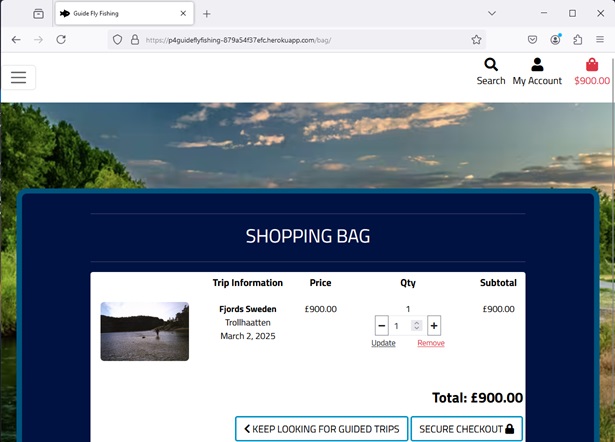 Guide Fly Fishing
https://p4guideflyfishing-879a54f37efc.herokuapp.com/bag/
Search My Account $900.00
SHOPPING BAG
Trip Information Price Qty Subtotal
Fjords Sweden £900.00 1 £900.00
Trollhaatten
1
March 2, 2025
Update Remove
Total: £900.00
KEEP LOOKING FOR GUIDED TRIPS SECURE CHECKOUT